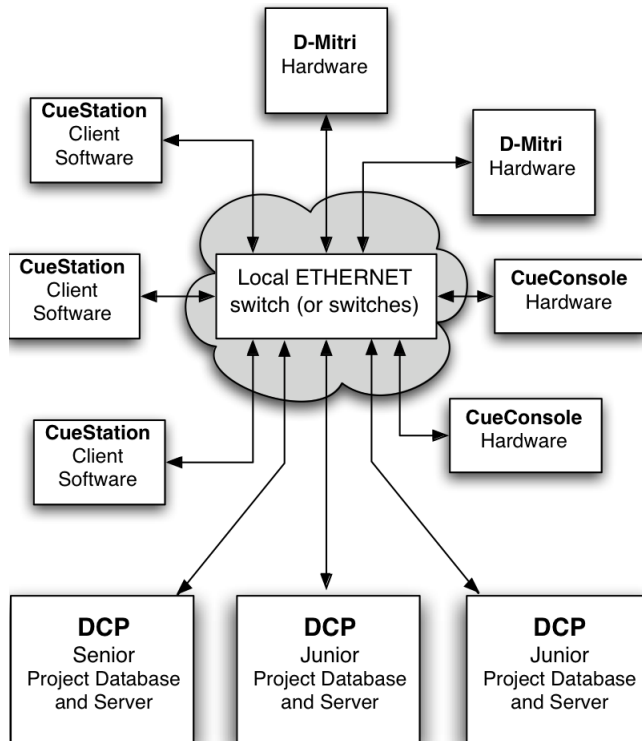 D-Mitri
Hardware
CueStation
Client
Software
D-Mitri
Hardware
CueStation
Client
Software
Local ETHERNET
switch (or switches)
CueConsole
Hardware
CueStation
Client
Software
CueConsole
Hardware
DCP
Senior
Project Database
and Server
DCP
Junior
Project Database
and Server
DCP
Junior
Project Database
and Server